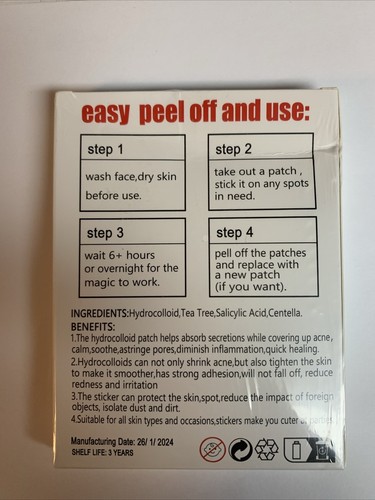 easy peel off and use:
step 1
wash face,dry skin
before use.
step 2
take out a patch ,
stick it on any spots
in need.
step 3
wait 6+ hours
or overnight for the
magic to work.
step 4
pell off the patches
and replace with
a new patch
(if you want).
INGREDIENTS:Hydrocolloid,Tea Tree,Salicylic Acid,Centella.
BENEFITS:
1.The hydrocolloid patch helps absorb secretions while covering up acne,
calm,soothe,astringe pores,diminish inflammation,quick healing.
2.Hydrocolloids can not only shrink acne,but also tighten the skin
to make it smoother,has strong adhesion,will not fall off, reduce
redness and irritation
3.The sticker can protect the skin,spot,reduce the impact of foreign
objects, isolate dust and dirt.
4.Suitable for all skin types and occasions,stickers make you cuter at parties
Manufacturing Date: 26/ 1/ 2024
SHELF LIFE: 3 YEARS